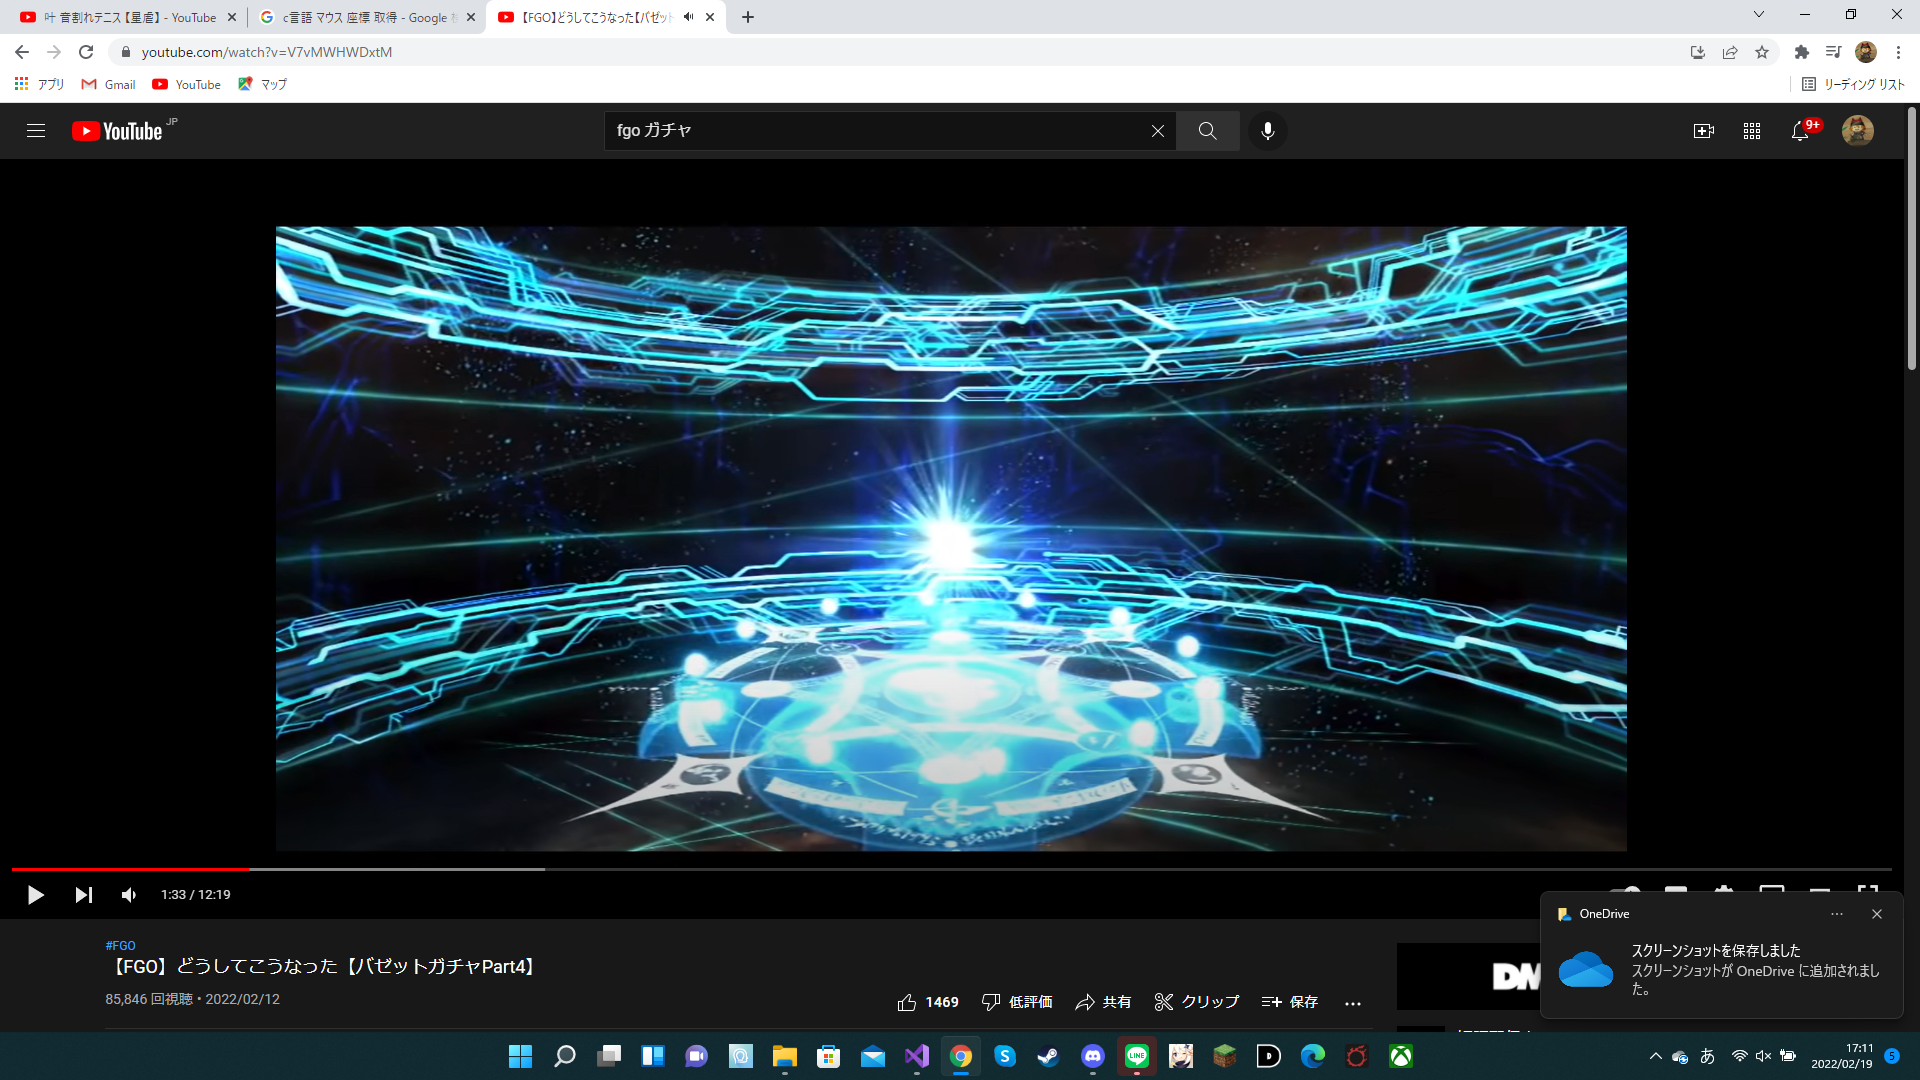 叶 音割れテニス【星虐】 - YouTube
c言語 マウス 座標 取得 - Google 検
【FGO】どうしてこうなった【バゼット
youtube.com/watch?v=V7vMWHWDxtM
アプリ
Gmail
YouTube
マップ
リーディング リスト
YouTube JP
fgo ガチャ
9+
1:33 / 12:19
#FGO
【FGO】どうしてこうなった【バゼットガチャPart4】
85,846 回視聴・2022/02/12
1469
低評価
共有
クリップ
保存
DM
OneDrive
スクリーンショットを保存しました
スクリーンショットが OneDrive に追加されまし
た。
LINE
あ
17:11
2022/02/19
5